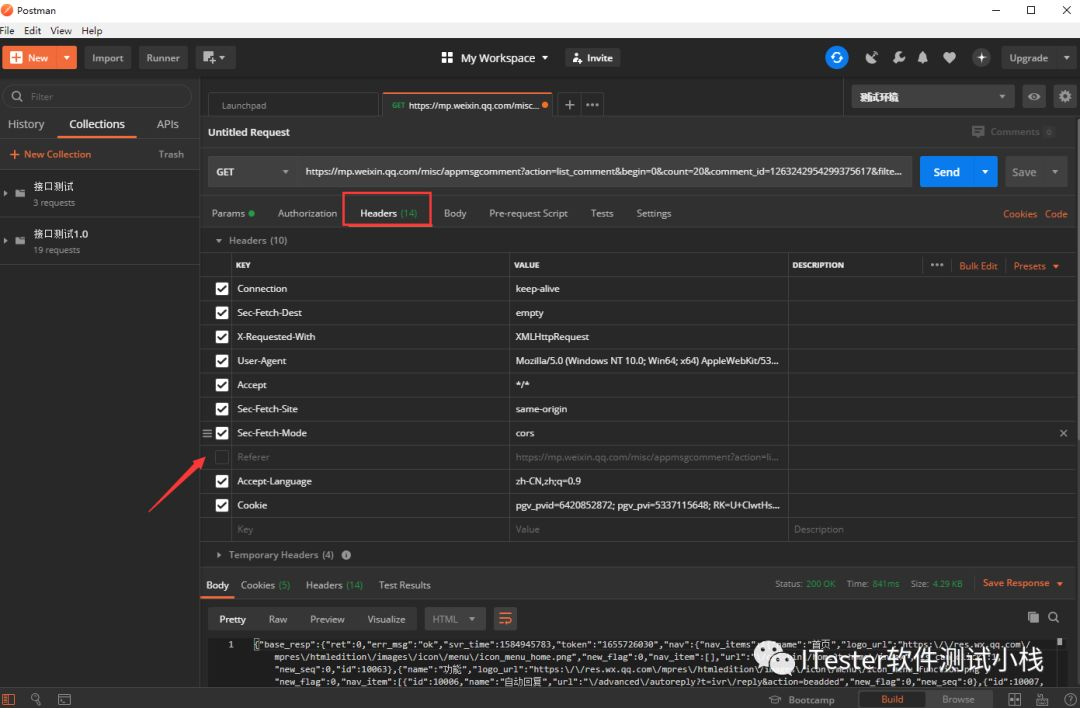 Postman
File Edit View Help
New Import Runner My Workspace Invite Upgrade
Filter
History Collections APIs
New Collection Trash
接口测试
3 requests
接口测试1.0
19 requests
Launchpad GET https://mp.weixin.qq.com/misc... 测试环境
Untitled Request Comments 0
GET https://mp.weixin.qq.com/misc/appmsgcomment?action=list_comment&begin=0&count=20&comment_id=1263242954299375617&filte... Send Save
Params Authorization Headers (14) Body Pre-request Script Tests Settings Cookies Code
Headers (10)
KEY VALUE DESCRIPTION Bulk Edit Presets
Connection keep-alive
Sec-Fetch-Dest empty
X-Requested-With XMLHttpRequest
User-Agent Mozilla/5.0 (Windows NT 10.0; Win64; x64) AppleWebKit/53...
Accept */*
Sec-Fetch-Site same-origin
Sec-Fetch-Mode cors
Referer https://mp.weixin.qq.com/misc/appmsgcomment?action=li...
Accept-Language zh-CN,zh;q=0.9
Cookie pgv_pvid=6420852872; pgv_pvi=5337115648; RK=U+ClwtHs...
Key Value Description
Temporary Headers (4)
Body Cookies (5) Headers (14) Test Results Status: 200 OK Time: 841ms Size: 4.29 KB Save Response
Pretty Raw Preview Visualize HTML
1 {"base_resp":{"ret":0,"err_msg":"ok","svr_time":1584945783,"token":"1655726030","nav":{"nav_items" "首页","logo_url":"https:\/\/res.wx.qq.com\/
mpres\/htmledition\/images\/icon\/menu\/icon_menu_home.png","new_flag":0,"nav_item":[],"url":
"new_seq":0,"id":10063},{"name":"功能","logo_url":"https:\/\/res.wx.qq.com\/mpres\/htmledition\/
"new_flag":0,"nav_item":[{"id":10006,"name":"自动回复","url":"\/advanced\/autoreply?t=ivr\/reply&action=beadded","new_flag":0,"new_seq":0},{"id":10007,
ITester软件测试小栈
Bootcamp Build Browse